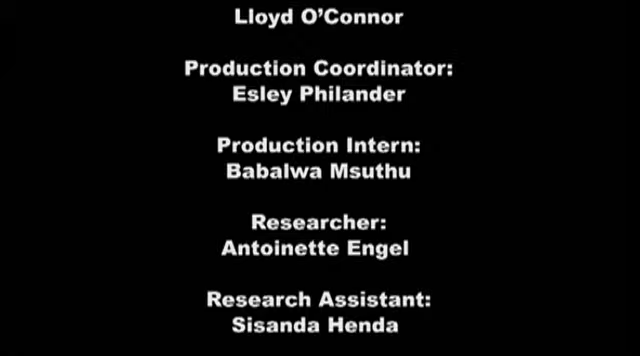 Lloyd O’Connor
Production Coordinator:
Esley Philander
Production Intern:
Babalwa Msuthu
Researcher:
Antoinette Engel
Research Assistant:
Sisanda Henda